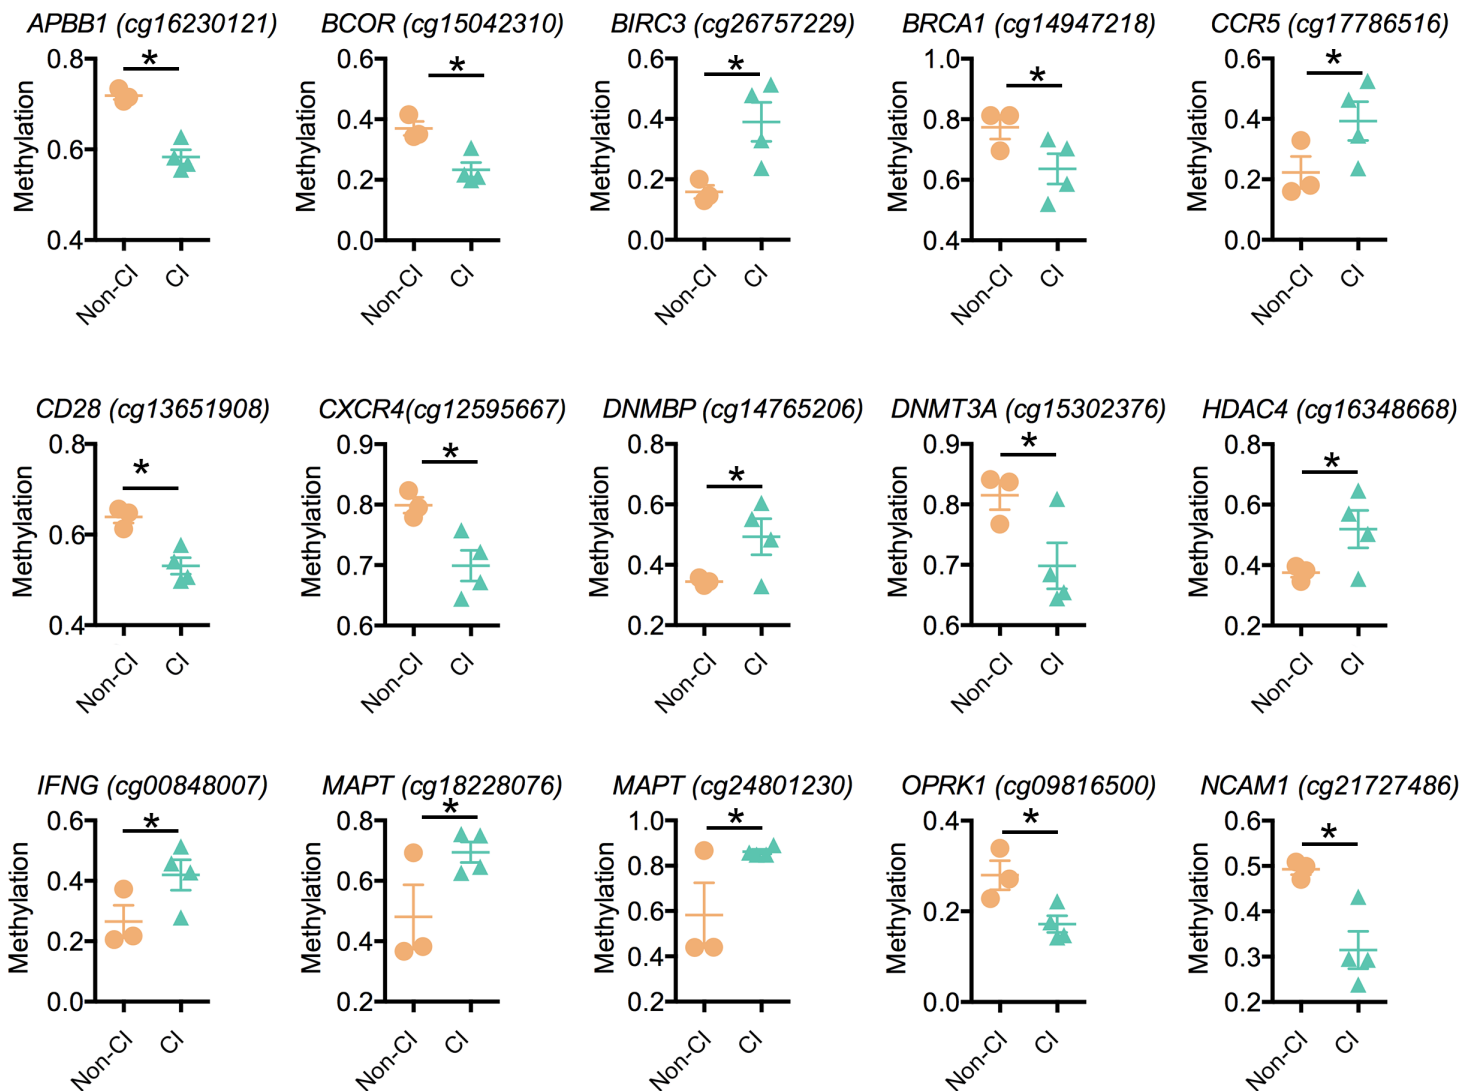 APBB1 (cg16230121)
*
Methylation
0.8
0.6
0.4
Non-CI
CI
BCOR (cg15042310)
*
Methylation
0.6
0.4
0.2
0.0
Non-CI
CI
BIRC3 (cg26757229)
*
Methylation
0.6
0.4
0.2
0.0
Non-CI
CI
BRCA1 (cg14947218)
*
Methylation
1.0
0.8
0.6
0.4
Non-CI
CI
CCR5 (cg17786516)
*
Methylation
0.6
0.4
0.2
0.0
Non-CI
CI
CD28 (cg13651908)
*
Methylation
0.8
0.6
0.4
Non-CI
CI
CXCR4(cg12595667)
*
Methylation
0.9
0.8
0.7
0.6
Non-CI
CI
DNMBP (cg14765206)
*
Methylation
0.8
0.6
0.4
0.2
Non-CI
CI
DNMT3A (cg15302376)
*
Methylation
0.9
0.8
0.7
0.6
Non-CI
CI
HDAC4 (cg16348668)
*
Methylation
0.8
0.6
0.4
0.2
Non-CI
CI
IFNG (cg00848007)
*
Methylation
0.6
0.4
0.2
0.0
Non-CI
CI
MAPT (cg18228076)
*
Methylation
0.8
0.6
0.4
0.2
Non-CI
CI
MAPT (cg24801230)
*
Methylation
1.0
0.8
0.6
0.4
0.2
Non-CI
CI
OPRK1 (cg09816500)
*
Methylation
0.4
0.2
0.0
Non-CI
CI
NCAM1 (cg21727486)
*
Methylation
0.6
0.5
0.4
0.3
0.2
Non-CI
CI